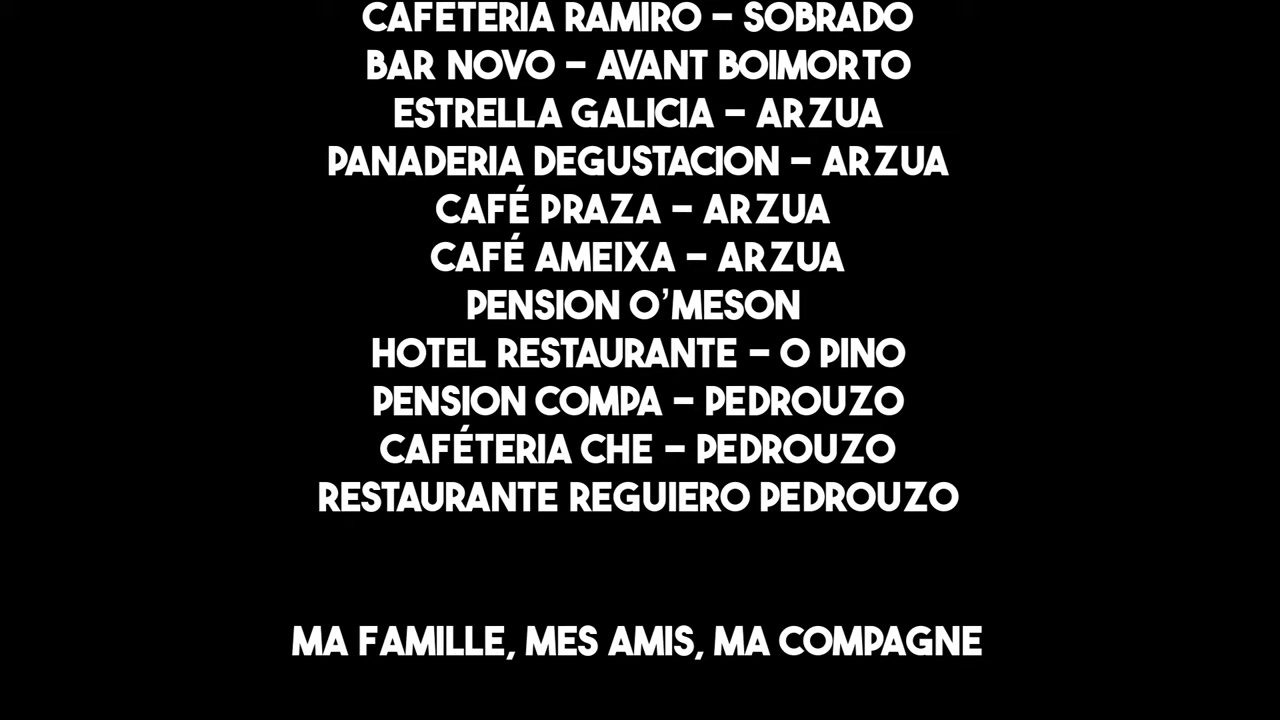 CAFETERIA RAMIRO – SOBRADO
BAR NOVO – AVANT BOIMORTO
ESTRELLA GALICIA – ARZUA
PANADERIA DEGUSTACION – ARZUA
CAFÉ PRAZA – ARZUA
CAFÉ AMEIXA – ARZUA
PENSION O'MESON
HOTEL RESTAURANTE – O PINO
PENSION COMPA – PEDROUZO
CAFÉTERIA CHE – PEDROUZO
RESTAURANTE REGUIERO PEDROUZO
MA FAMILLE, MES AMIS, MA COMPAGNE